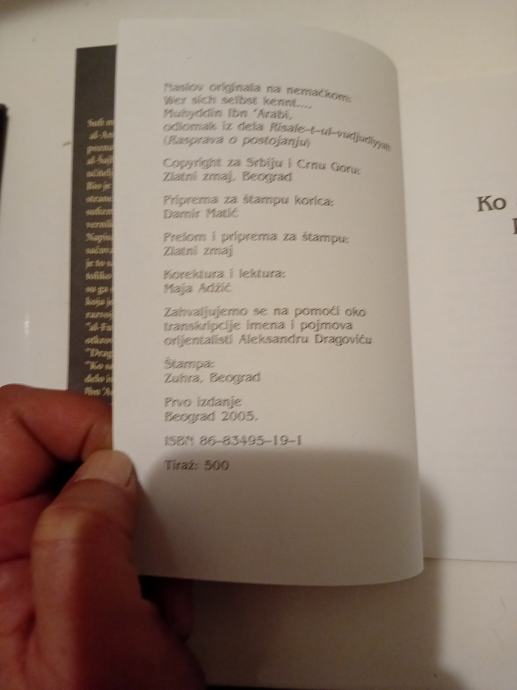 Naslov originala na nemačkom:
Wer sich selbst kennt...,
Muhyddin Ibn 'Arabi,
odlomak iz dela Risale-t-ul-vudjudiyyah
(Rasprava o postojanju)
Copyright za Srbiju i Crnu Goru:
Zlatni zmaj, Beograd
Priprema za štampu korica:
Damir Matić
Prelom i priprema za štampu:
Zlatni zmaj
Korektura i lektura:
Maja Adžić
Zahvaljujemo se na pomoći oko
transkripcije imena i pojmova
orijentalisti Aleksandru Dragoviću
Štampa:
Zuhra, Beograd
Prvo izdanje
Beograd 2005.
ISBN 86-83495-19-1
Tiraž: 500
Ko